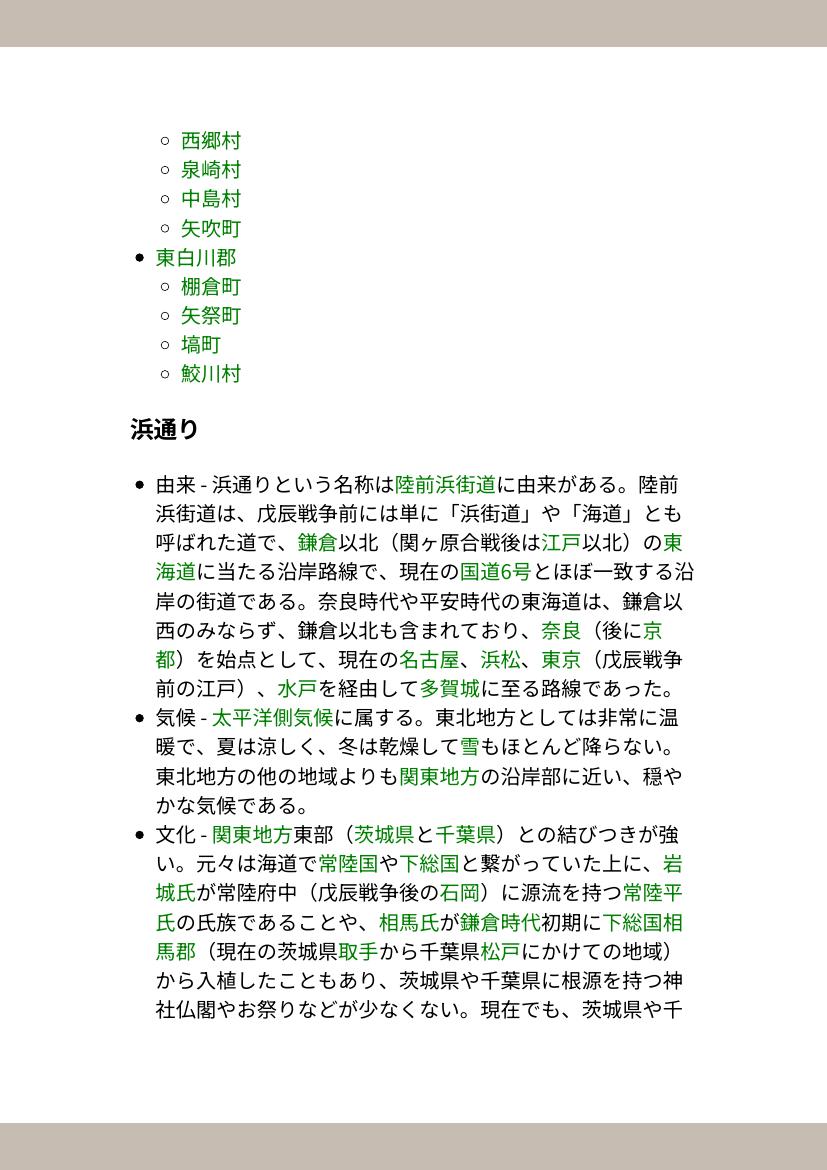 西郷村
泉崎村
中島村
矢吹町
東白川郡
棚倉町
矢祭町
塙町
鮫川村
浜通り
由来 - 浜通りという名称は陸前浜街道に由来がある。陸前
浜街道は、戊辰戦争前には単に「浜街道」や「海道」とも
呼ばれた道で、鎌倉以北（関ヶ原合戦後は江戸以北）の東
海道に当たる沿岸路線で、現在の国道6号とほぼ一致する沿
岸の街道である。奈良時代や平安時代の東海道は、鎌倉以
西のみならず、鎌倉以北も含まれており、奈良（後に京
都）を始点として、現在の名古屋、浜松、東京（戊辰戦争
前の江戸）、水戸を経由して多賀城に至る路線であった。
気候 - 太平洋側気候に属する。東北地方としては非常に温
暖で、夏は涼しく、冬は乾燥して雪もほとんど降らない。
東北地方の他の地域よりも関東地方の沿岸部に近い、穏や
かな気候である。
文化 - 関東地方東部（茨城県と千葉県）との結びつきが強
い。元々は海道で常陸国や下総国と繋がっていた上に、岩
城氏が常陸府中（戊辰戦争後の石岡）に源流を持つ常陸平
氏の氏族であることや、相馬氏が鎌倉時代初期に下総国相
馬郡（現在の茨城県取手から千葉県松戸にかけての地域）
から入植したこともあり、茨城県や千葉県に根源を持つ神
社仏閣やお祭りなどが少なくない。現在でも、茨城県や千